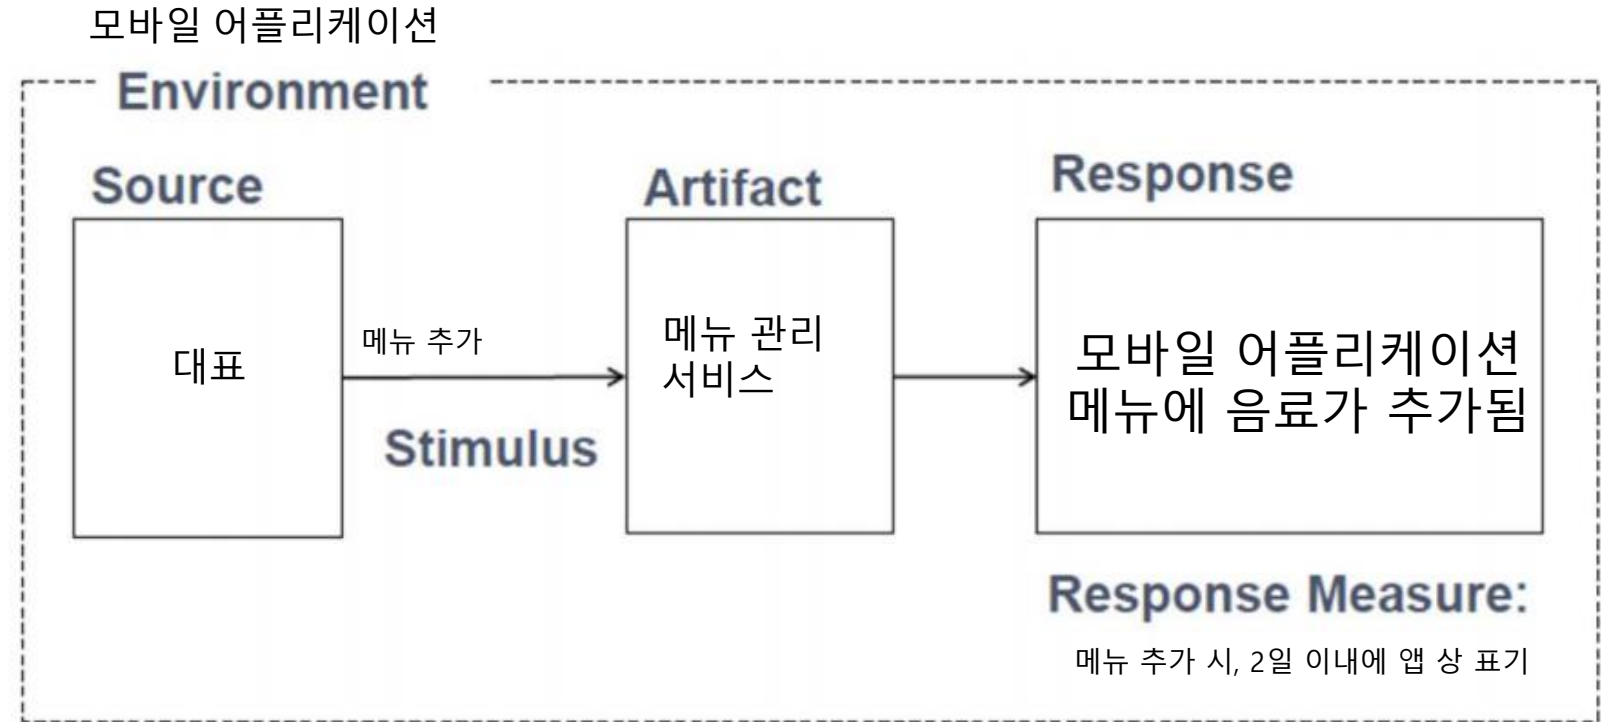 모바일 어플리케이션
Environment
Source
Artifact
Response
대표
메뉴 추가
Stimulus
메뉴 관리
서비스
모바일 어플리케이션
메뉴에 음료가 추가됨
Response Measure:
메뉴 추가 시, 2일 이내에 앱 상 표기